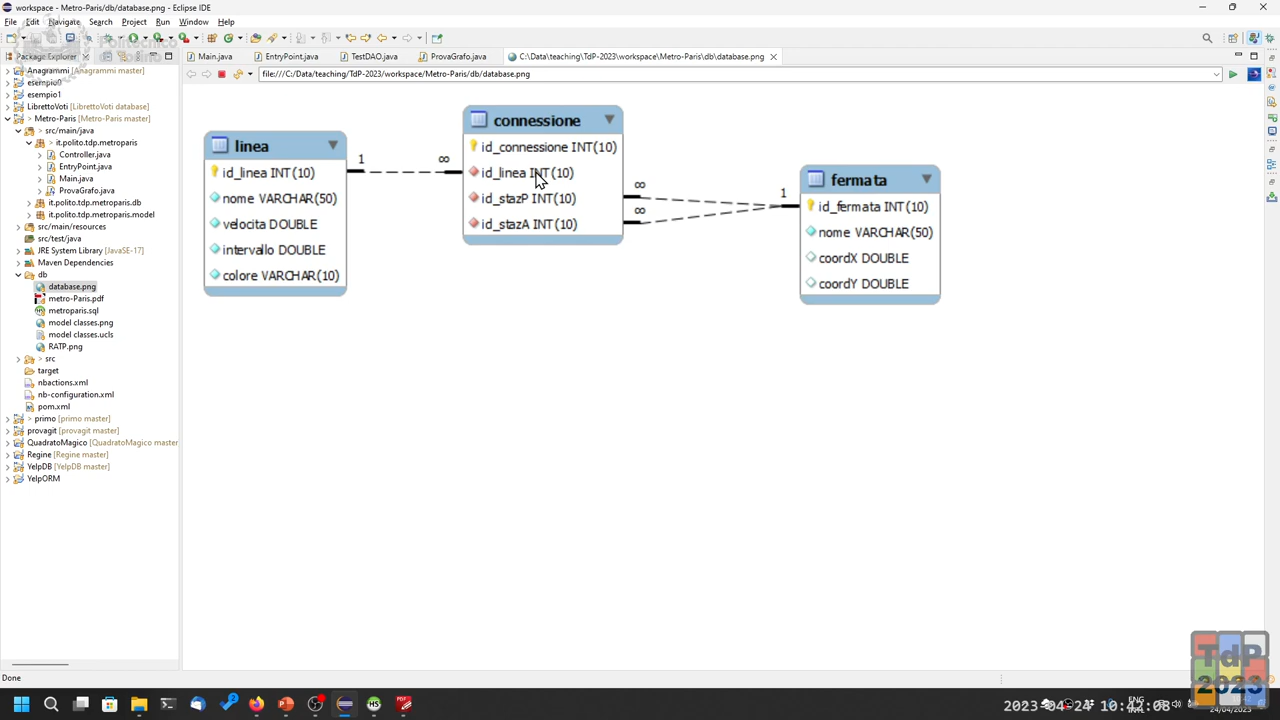 workspace - Metro-Paris/db/database.png - Eclipse IDE
File Edit Navigate Search Project Run Window Help
Package Explorer
Main.java
EntryPoint.java
TestDAO.java
ProvaGrafo.java
C:\Data\teaching\TdP-2023\workspace\Metro-Paris\db\database.png
file:///C:/Data/teaching/TdP-2023/workspace/Metro-Paris/db/database.png
Anagrammi [Anagrammi master]
esempio0
esempio1
LibrettoVoti [LibrettoVoti database]
Metro-Paris [Metro-Paris master]
> src/main/java
> it.polito.tdp.metroparis
Controller.java
EntryPoint.java
Main.java
ProvaGrafo.java
it.polito.tdp.metroparis.db
it.polito.tdp.metroparis.model
src/main/resources
src/test/java
JRE System Library [JavaSE-17]
Maven Dependencies
db
database.png
metro-Paris.pdf
metroparis.sql
model classes.png
model classes.ucls
RATP.png
> src
target
nbactions.xml
nb-configuration.xml
pom.xml
> primo [primo master]
provagit [provagit master]
QuadratoMagico [QuadratoMagico master
Regine [Regine master]
YelpDB [YelpDB master]
YelpORM
linea
id_linea INT(10)
nome VARCHAR(50)
velocita DOUBLE
intervallo DOUBLE
colore VARCHAR(10)
1
∞
connessione
id_connessione INT(10)
id_linea INT(10)
id_stazP INT(10)
id_stazA INT(10)
∞
∞
1
fermata
id_fermata INT(10)
nome VARCHAR(50)
coordX DOUBLE
coordY DOUBLE
Done
TdP
2023
ENG
24/04/2023